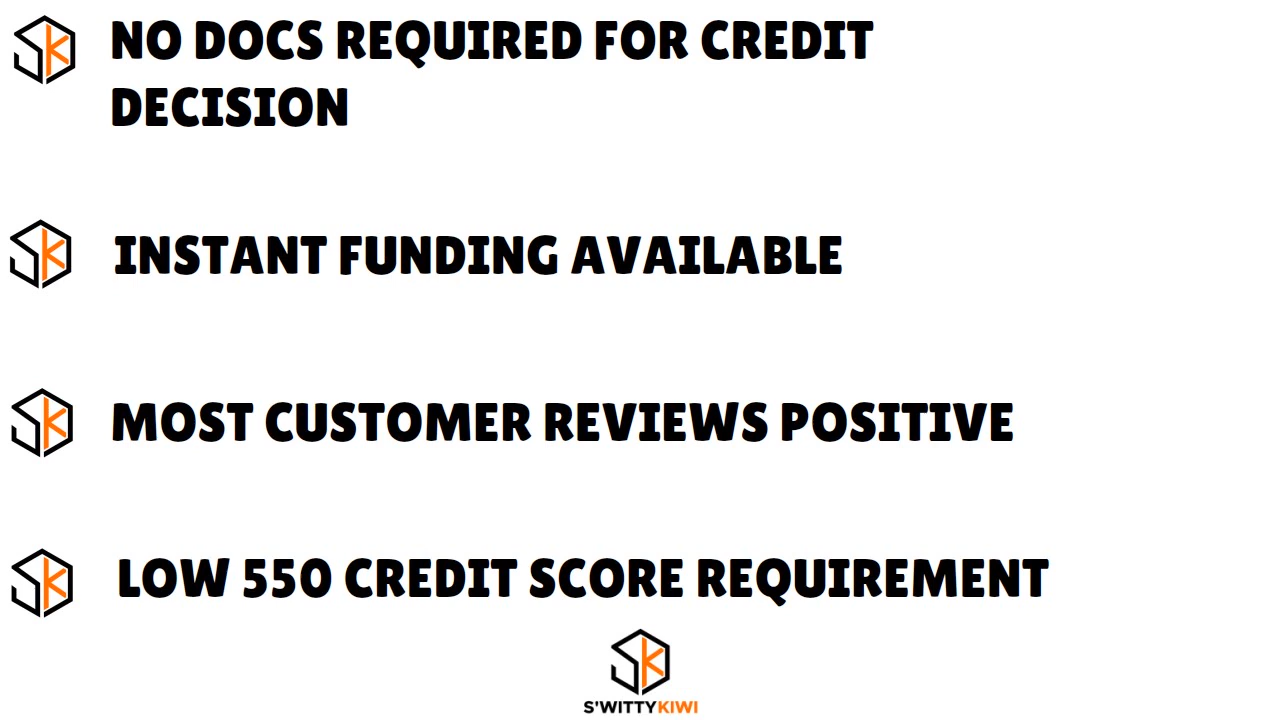 NO DOCS REQUIRED FOR CREDIT
DECISION
INSTANT FUNDING AVAILABLE
MOST CUSTOMER REVIEWS POSITIVE
LOW 550 CREDIT SCORE REQUIREMENT
S'WITTYKIWI